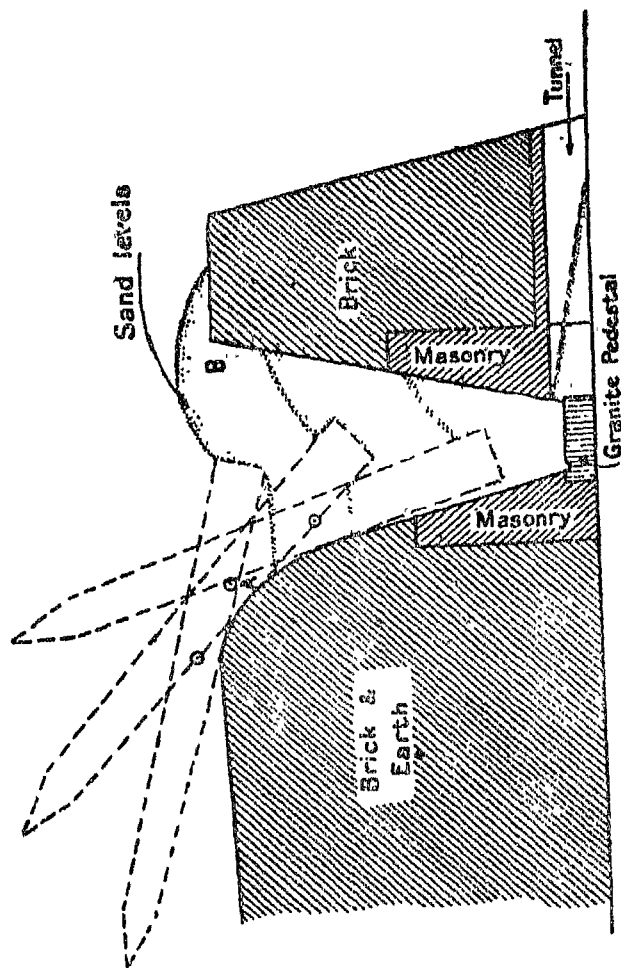 Sand levels
B
Brick
Masonry
Tunnel
Granite Pedestal
Masonry
G
Brick &
Earth